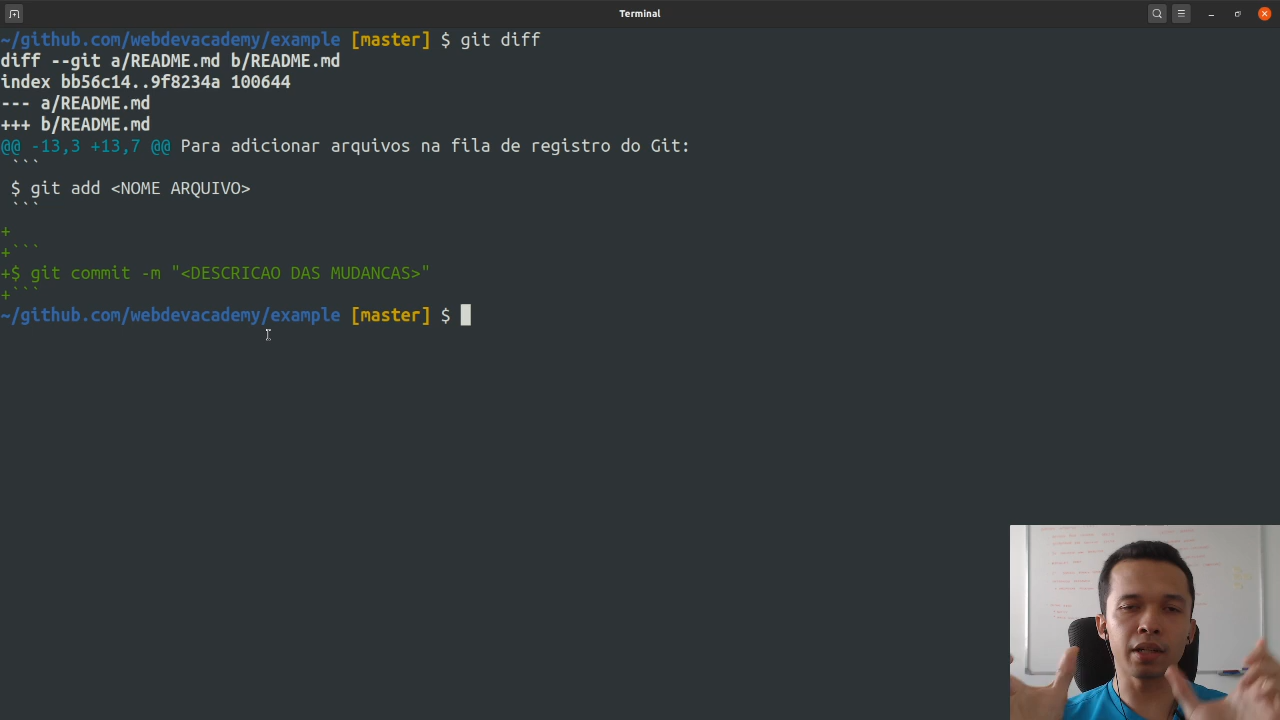 Terminal
~/github.com/webdevacademy/example [master] $ git diff
diff --git a/README.md b/README.md
index bb56c14..9f8234a 100644
--- a/README.md
+++ b/README.md
@@ -13,3 +13,7 @@ Para adicionar arquivos na fila de registro do Git:
 ```
 $ git add <NOME ARQUIVO>
 ```
+
+```
+$ git commit -m "<DESCRICAO DAS MUDANCAS>"
+```
~/github.com/webdevacademy/example [master] $